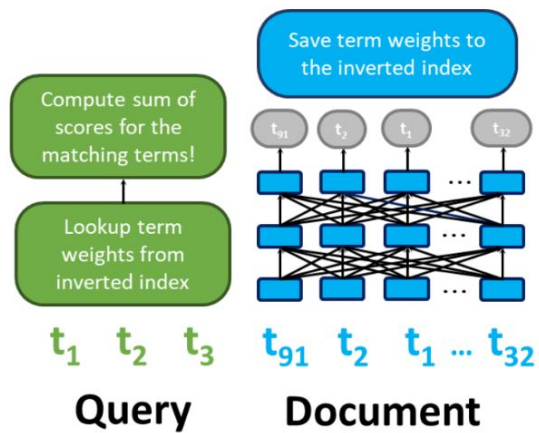 Save term weights to
the inverted index
Compute sum of
scores for the
matching terms!
t91 t2 t1 t32
...
Lookup term
weights from
inverted index
...
...
t1 t2 t3
t91 t2 t1 ... t32
Query
Document